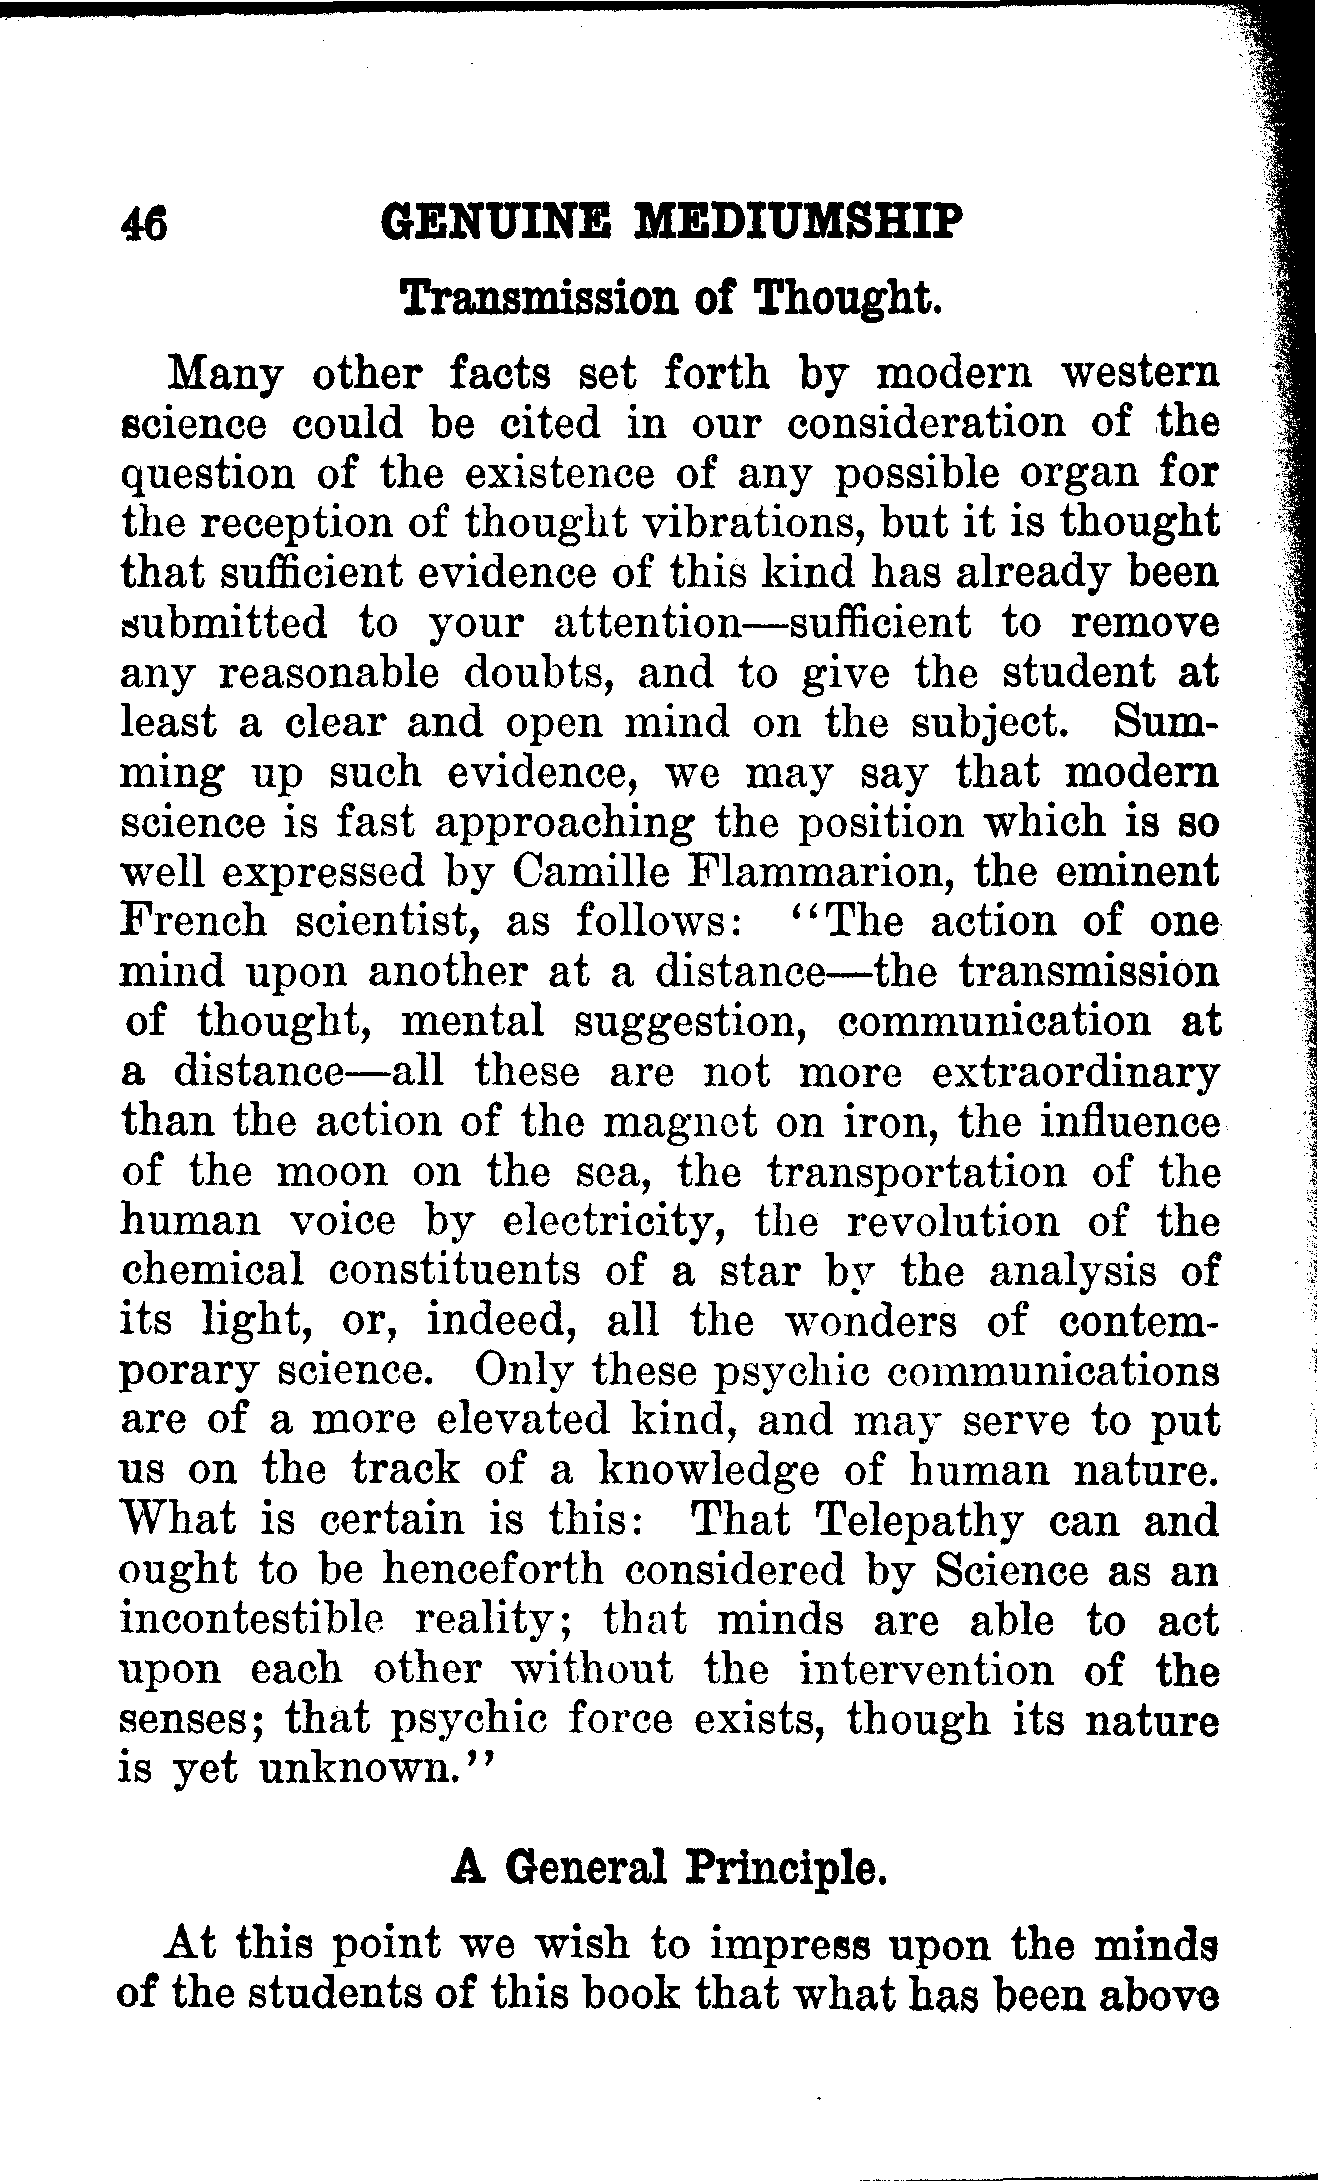 46 GENUINE MEDIUMSHIP
Transmission of Thought.
Many other facts set forth by modern western
science could be cited in our consideration of the
question of the existence of any possible organ for
the reception of thought vibrations, but it is thought
that sufficient evidence of this kind has already been
submitted to your attention—sufficient to remove
any reasonable doubts, and to give the student at
least a clear and open mind on the subject. Sum-
ming up such evidence, we may say that modern
science is fast approaching the position which is so
well expressed by Camille Flammarion, the eminent
French scientist, as follows: "The action of one
mind upon another at a distance—the transmission
of thought, mental suggestion, communication at
a distance—all these are not more extraordinary
than the action of the magnet on iron, the influence
of the moon on the sea, the transportation of the
human voice by electricity, the revolution of the
chemical constituents of a star by the analysis of
its light, or, indeed, all the wonders of contem-
porary science. Only these psychic communications
are of a more elevated kind, and may serve to put
us on the track of a knowledge of human nature.
What is certain is this: That Telepathy can and
ought to be henceforth considered by Science as an
incontestible reality; that minds are able to act
upon each other without the intervention of the
senses; that psychic force exists, though its nature
is yet unknown."
A General Principle.
At this point we wish to impress upon the minds
of the students of this book that what has been above